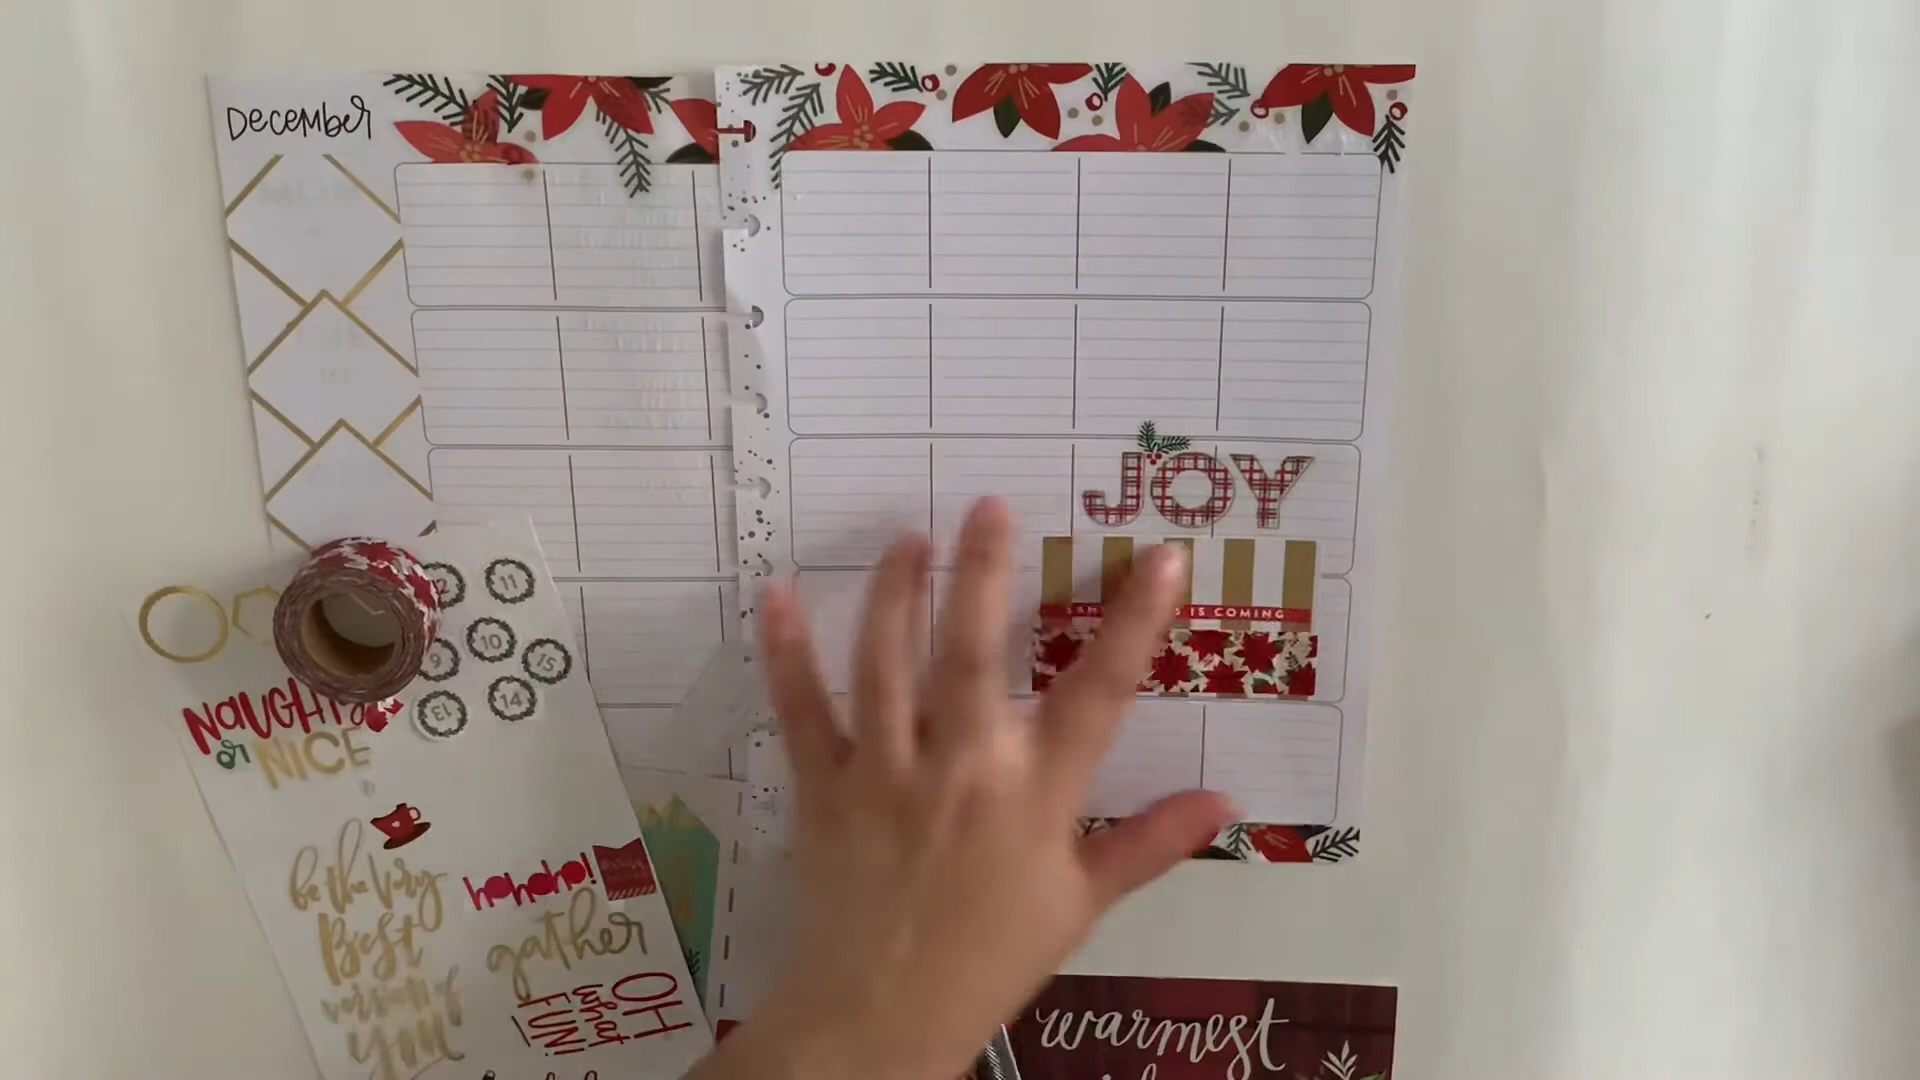 December
JOY
IS COMING
12
11
10
9
15
14
13
NAUGHTY
or
NICE
be the very
Best
version of
you
hohoho!
gather
OH
what
FUN!
warmest